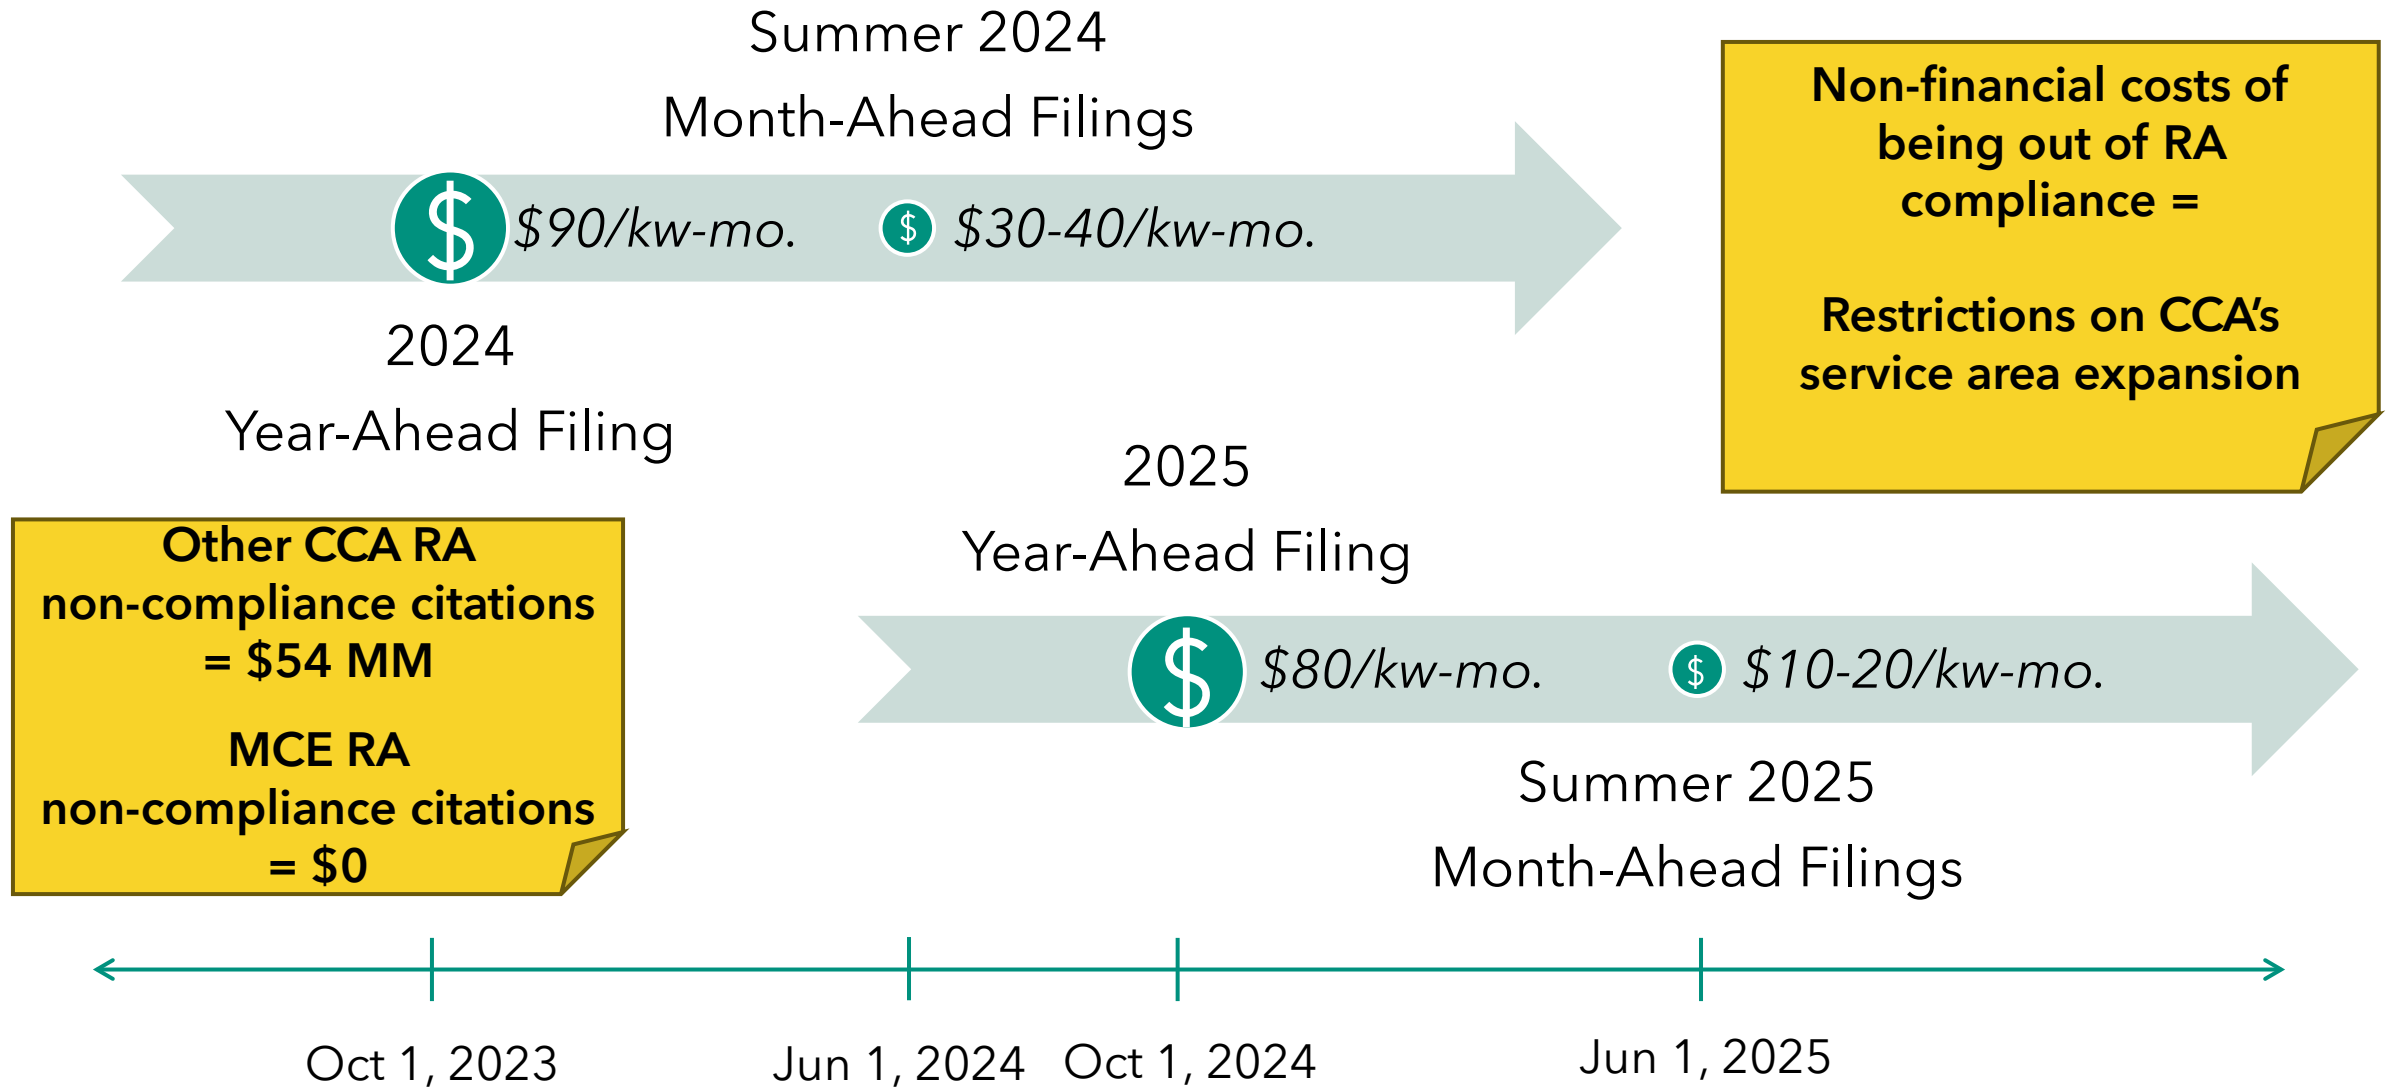 Summer 2024
Month-Ahead Filings
$
$90/kw-mo.
$
$30-40/kw-mo.
2024
Year-Ahead Filing
Non-financial costs of
being out of RA
compliance =
Restrictions on CCA’s
service area expansion
2025
Year-Ahead Filing
Other CCA RA
non-compliance citations
= $54 MM
MCE RA
non-compliance citations
= $0
$
$80/kw-mo.
$
$10-20/kw-mo.
Summer 2025
Month-Ahead Filings
Oct 1, 2023
Jun 1, 2024
Oct 1, 2024
Jun 1, 2025